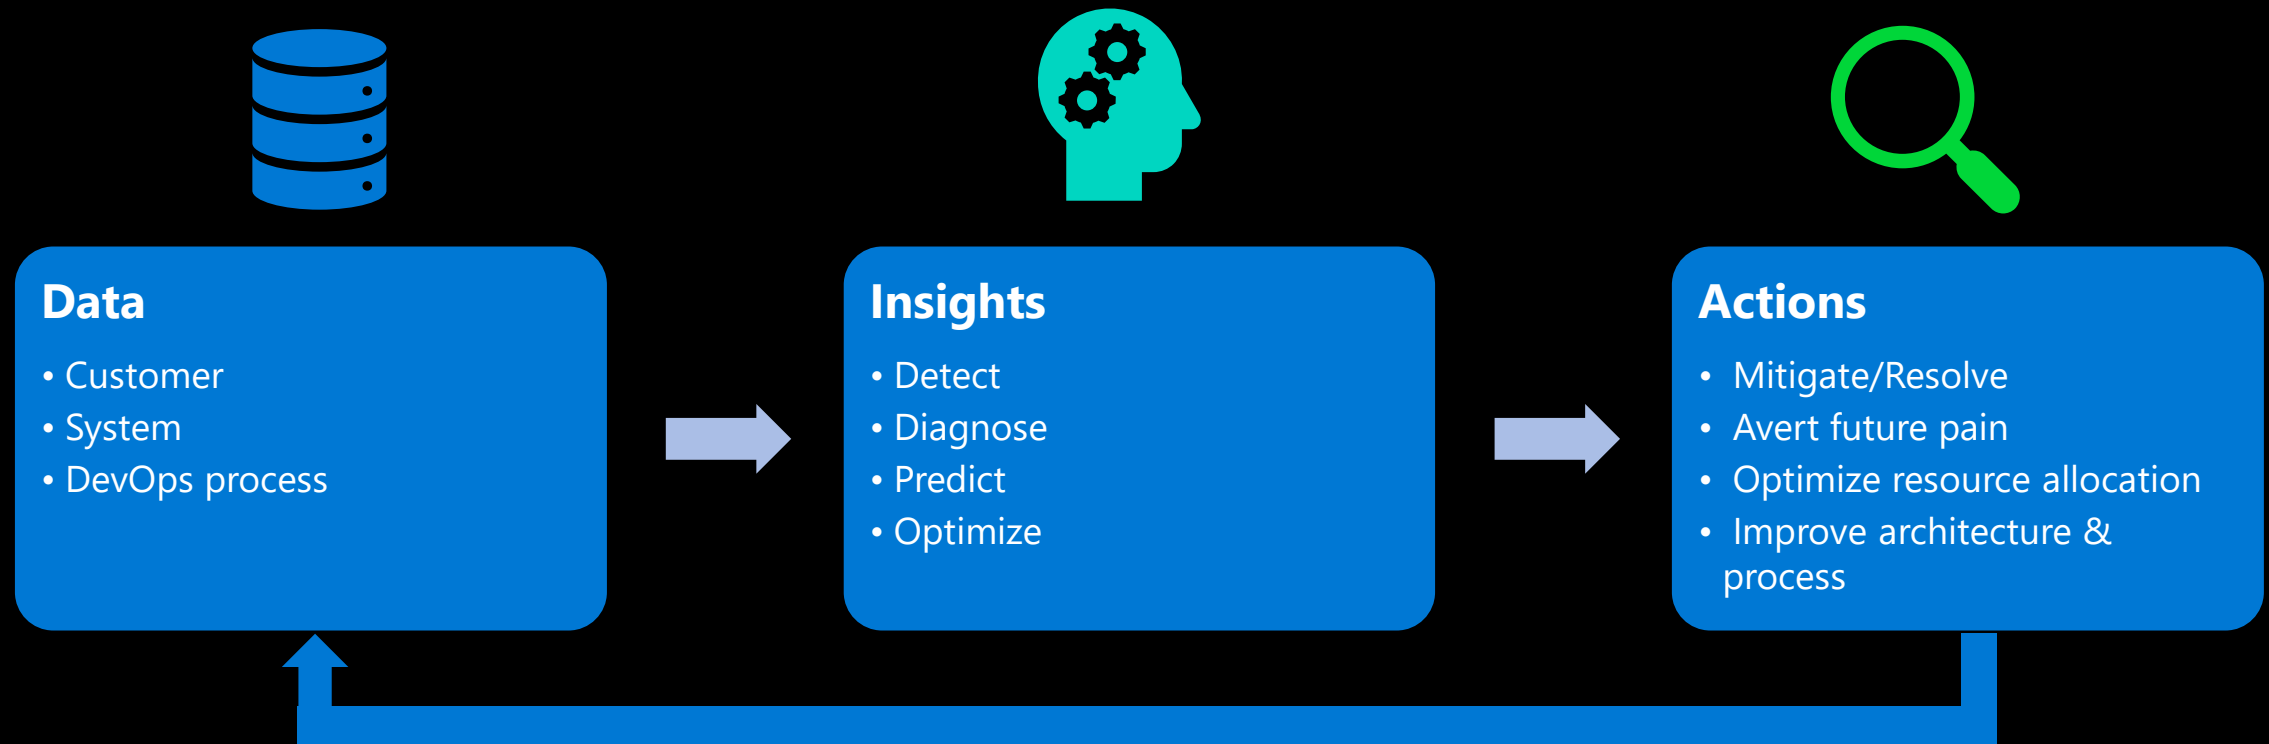 Data
• Customer
• System
• DevOps process
Insights
• Detect
• Diagnose
• Predict
• Optimize
Actions
• Mitigate/Resolve
• Avert future pain
• Optimize resource allocation
• Improve architecture &
process